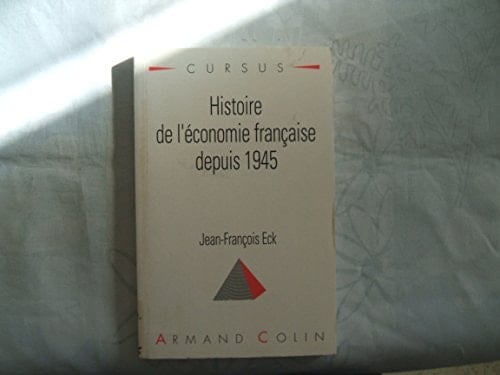 CURSUS
Histoire
de l'économie française
depuis 1945
Jean-François Eck
ARMAND COLIN